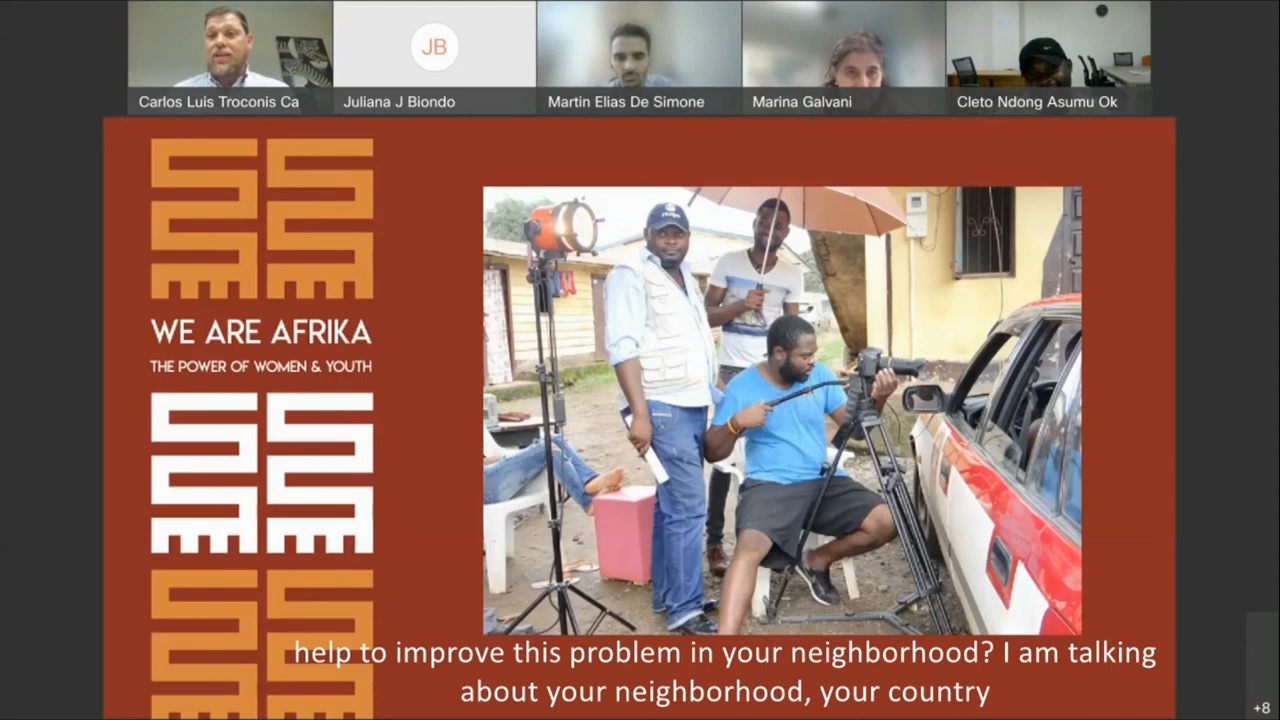 JB
Carlos Luis Troconis Ca
Juliana J Biondo
Martin Elias De Simone
Marina Galvani
Cleto Ndong Asumu Ok
WE ARE AFRIKA
THE POWER OF WOMEN & YOUTH
help to improve this problem in your neighborhood? I am talking
about your neighborhood, your country
+8